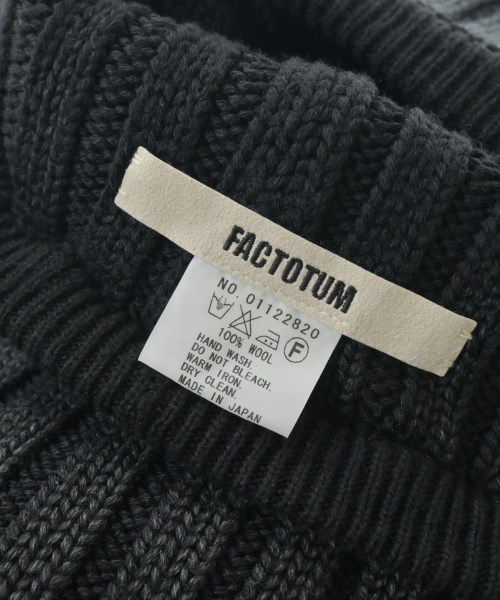 FACTOTUM
NO. 01122820
F
100% WOOL
HAND WASH.
DO NOT BLEACH.
WARM IRON.
DRY CLEAN.
MADE IN JAPAN